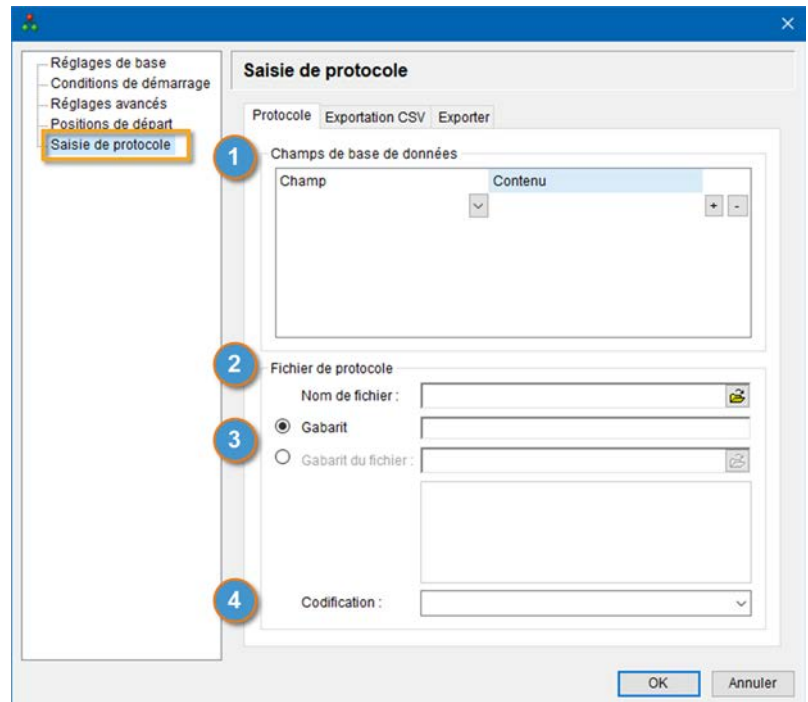 Réglages de base
Conditions de démarrage
Réglages avancés
Positions de départ
Saisie de protocole
Saisie de protocole
Protocole Exportation CSV Exporter
1 Champs de base de données
Champ Contenu
+ -
2 Fichier de protocole
Nom de fichier :
3 Gabarit
Gabarit du fichier :
4 Codification :
OK Annuler